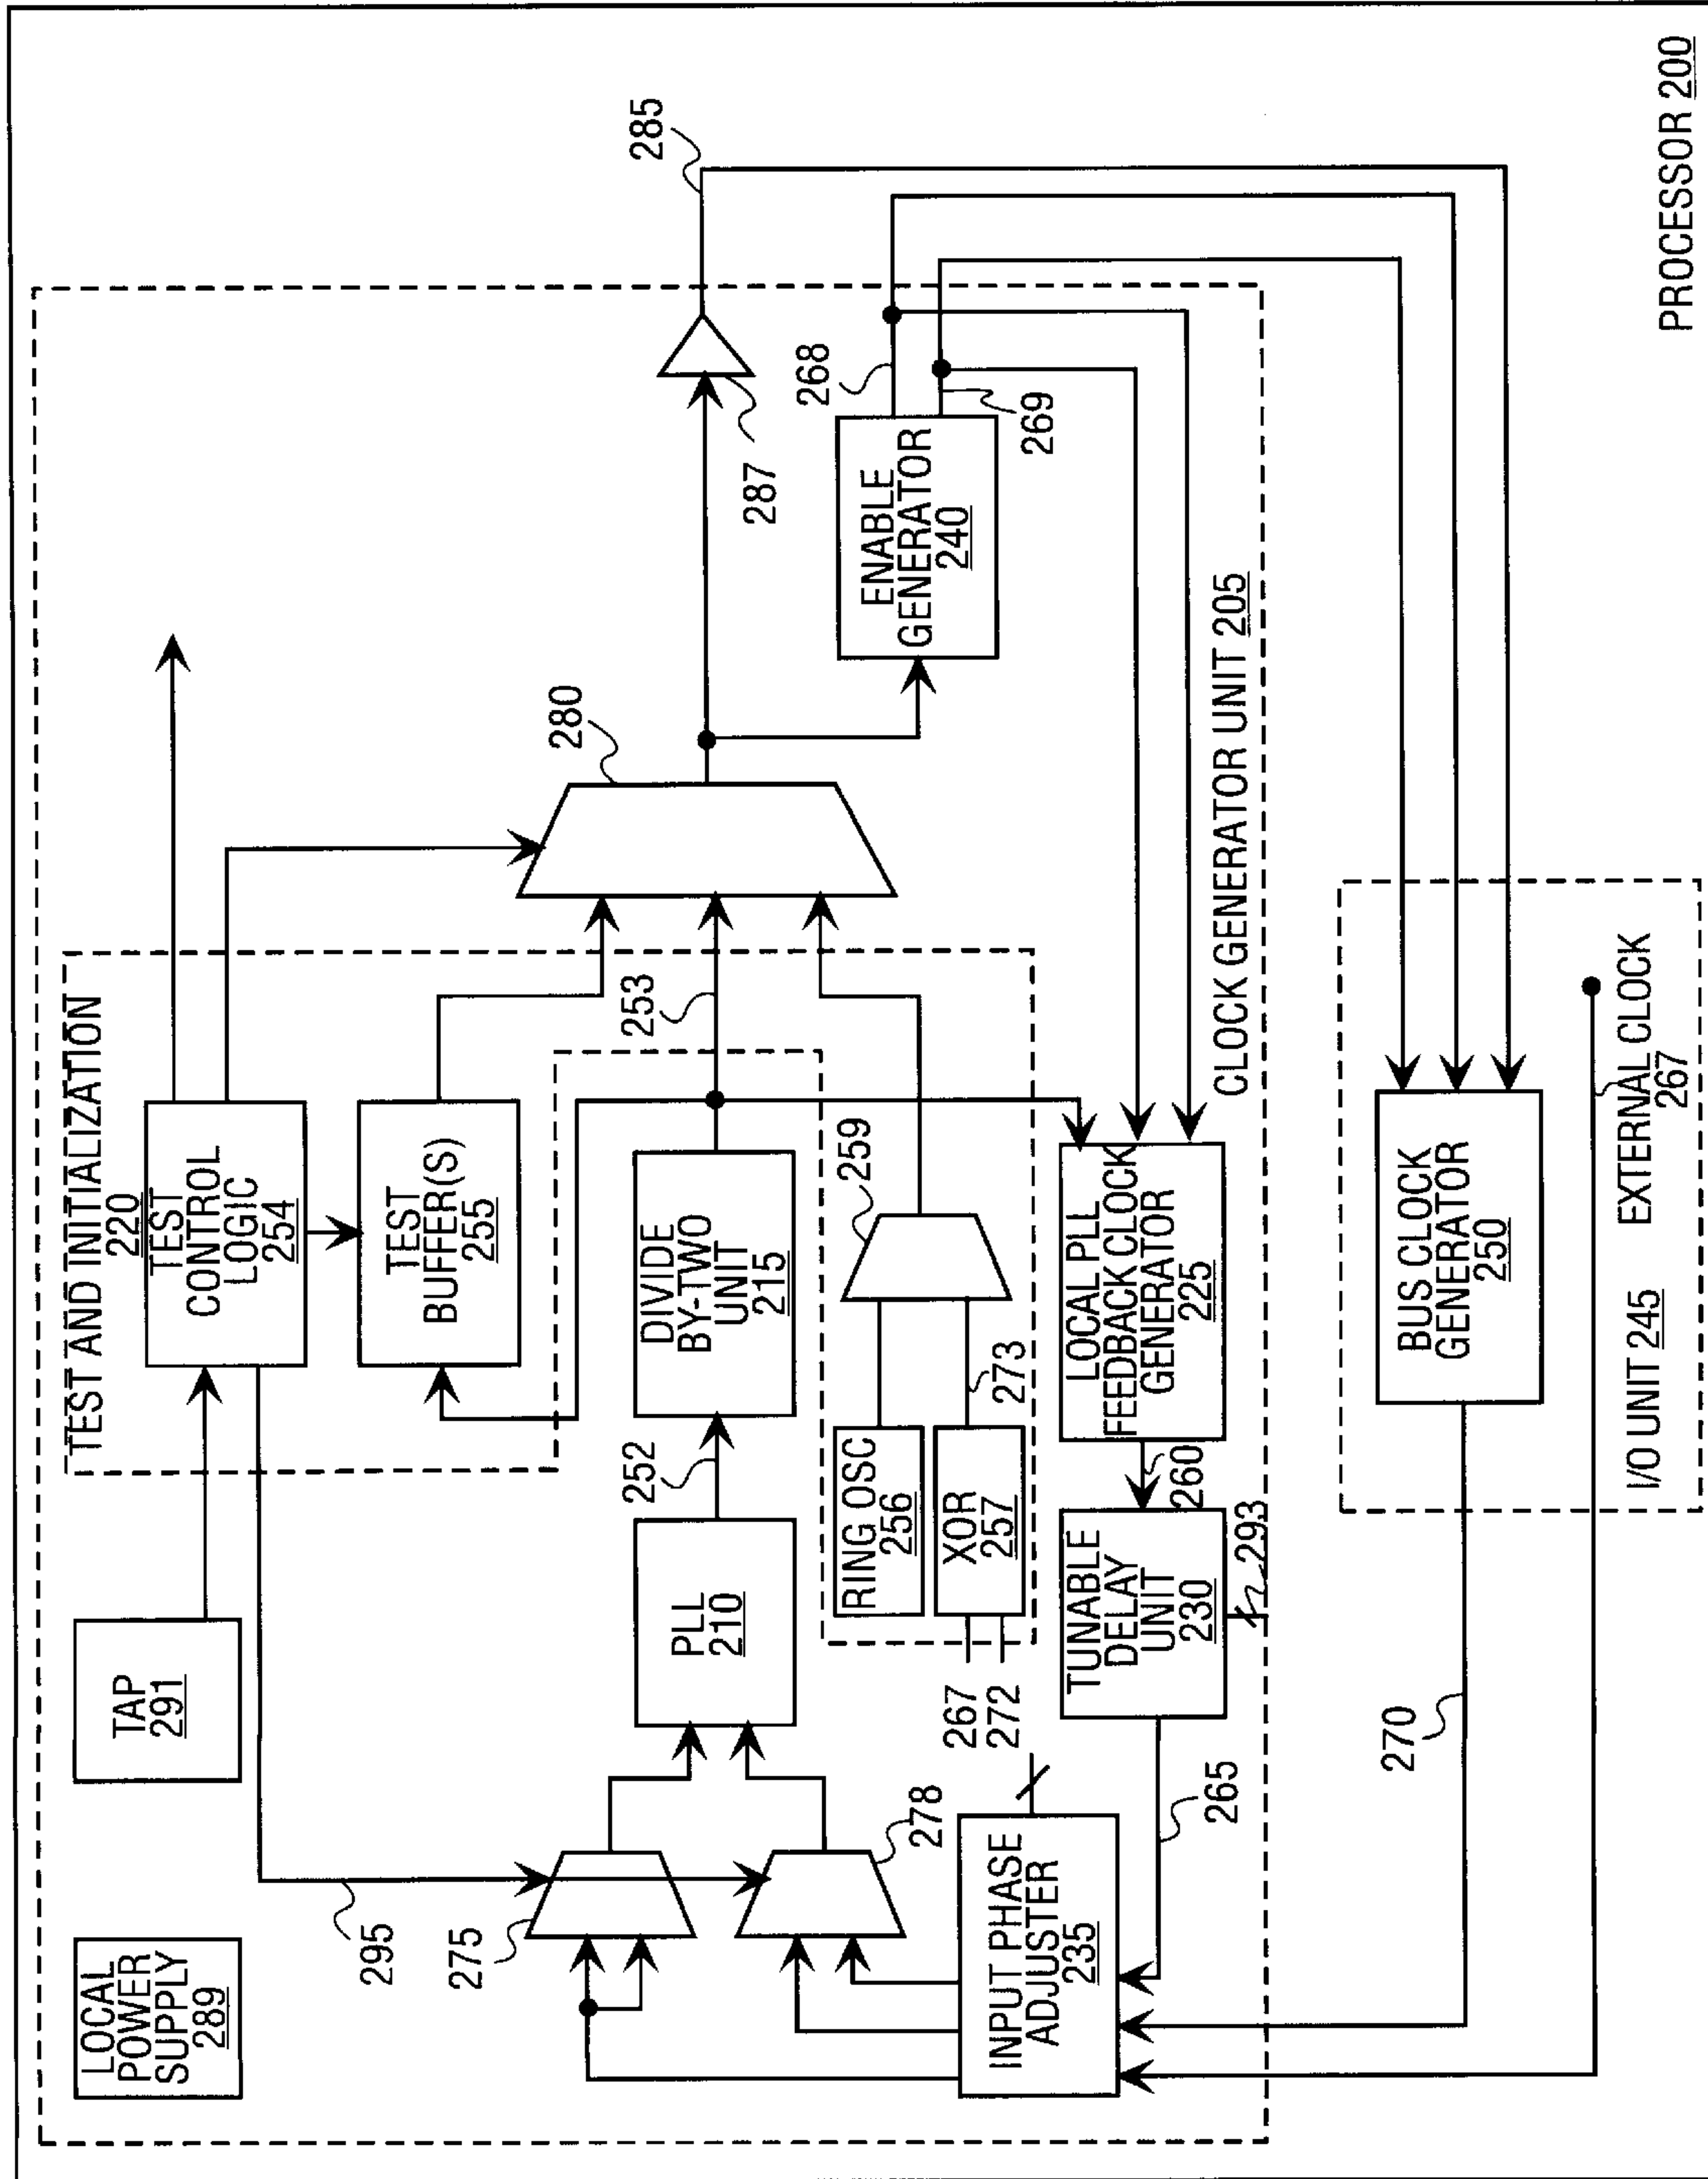 LOCAL
POWER
SUPPLY
289
TAP
291
TEST AND INITIALIZATION
220
TEST
CONTROL
LOGIC
254
TEST
BUFFER(S)
255
295
275
278
PLL
210
252
DIVIDE
BY-TWO
UNIT
215
253
280
287
285
RING OSC
256
XOR
257
267
272
273
259
ENABLE
GENERATOR
240
268
269
INPUT PHASE
ADJUSTER
235
265
TUNABLE
DELAY
UNIT
230
293
260
LOCAL PLL
FEEDBACK CLOCK
GENERATOR
225
CLOCK GENERATOR UNIT 205
270
BUS CLOCK
GENERATOR
250
I/O UNIT 245
EXTERNAL CLOCK
267
PROCESSOR 200